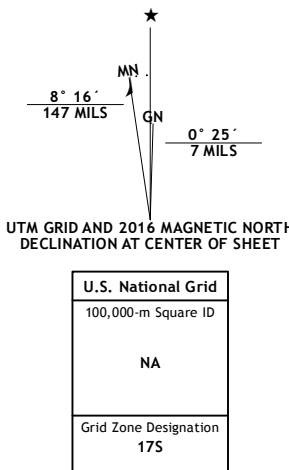 ★
MN
GN
8° 16´
147 MILS
0° 25´
7 MILS
UTM GRID AND 2016 MAGNETIC NORTH
DECLINATION AT CENTER OF SHEET
U.S. National Grid
100,000-m Square ID
NA
Grid Zone Designation
17S